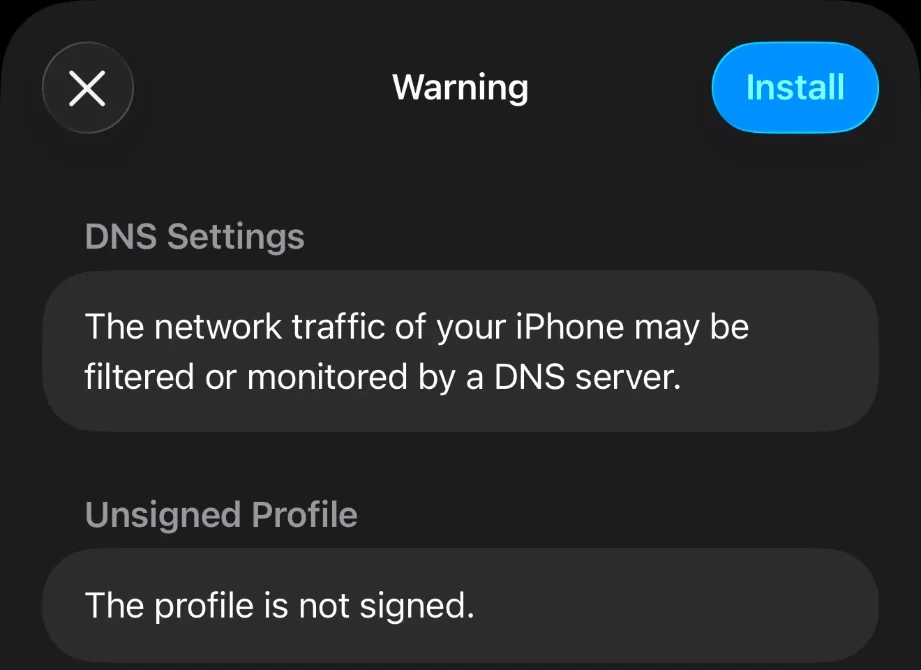 Warning
Install
DNS Settings
The network traffic of your iPhone may be
filtered or monitored by a DNS server.
Unsigned Profile
The profile is not signed.